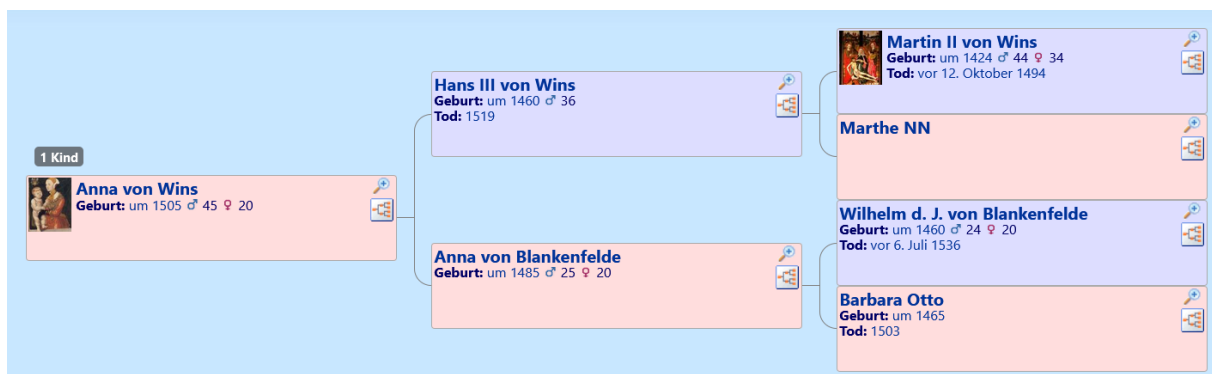 1 Kind
Anna von Wins
Geburt: um 1505 ♂ 45 ♀ 20
Hans III von Wins
Geburt: um 1460 ♂ 36
Tod: 1519
Anna von Blankenfelde
Geburt: um 1485 ♂ 25 ♀ 20
Martin II von Wins
Geburt: um 1424 ♂ 44 ♀ 34
Tod: vor 12. Oktober 1494
Marthe NN
Wilhelm d. J. von Blankenfelde
Geburt: um 1460 ♂ 24 ♀ 20
Tod: vor 6. Juli 1536
Barbara Otto
Geburt: um 1465
Tod: 1503